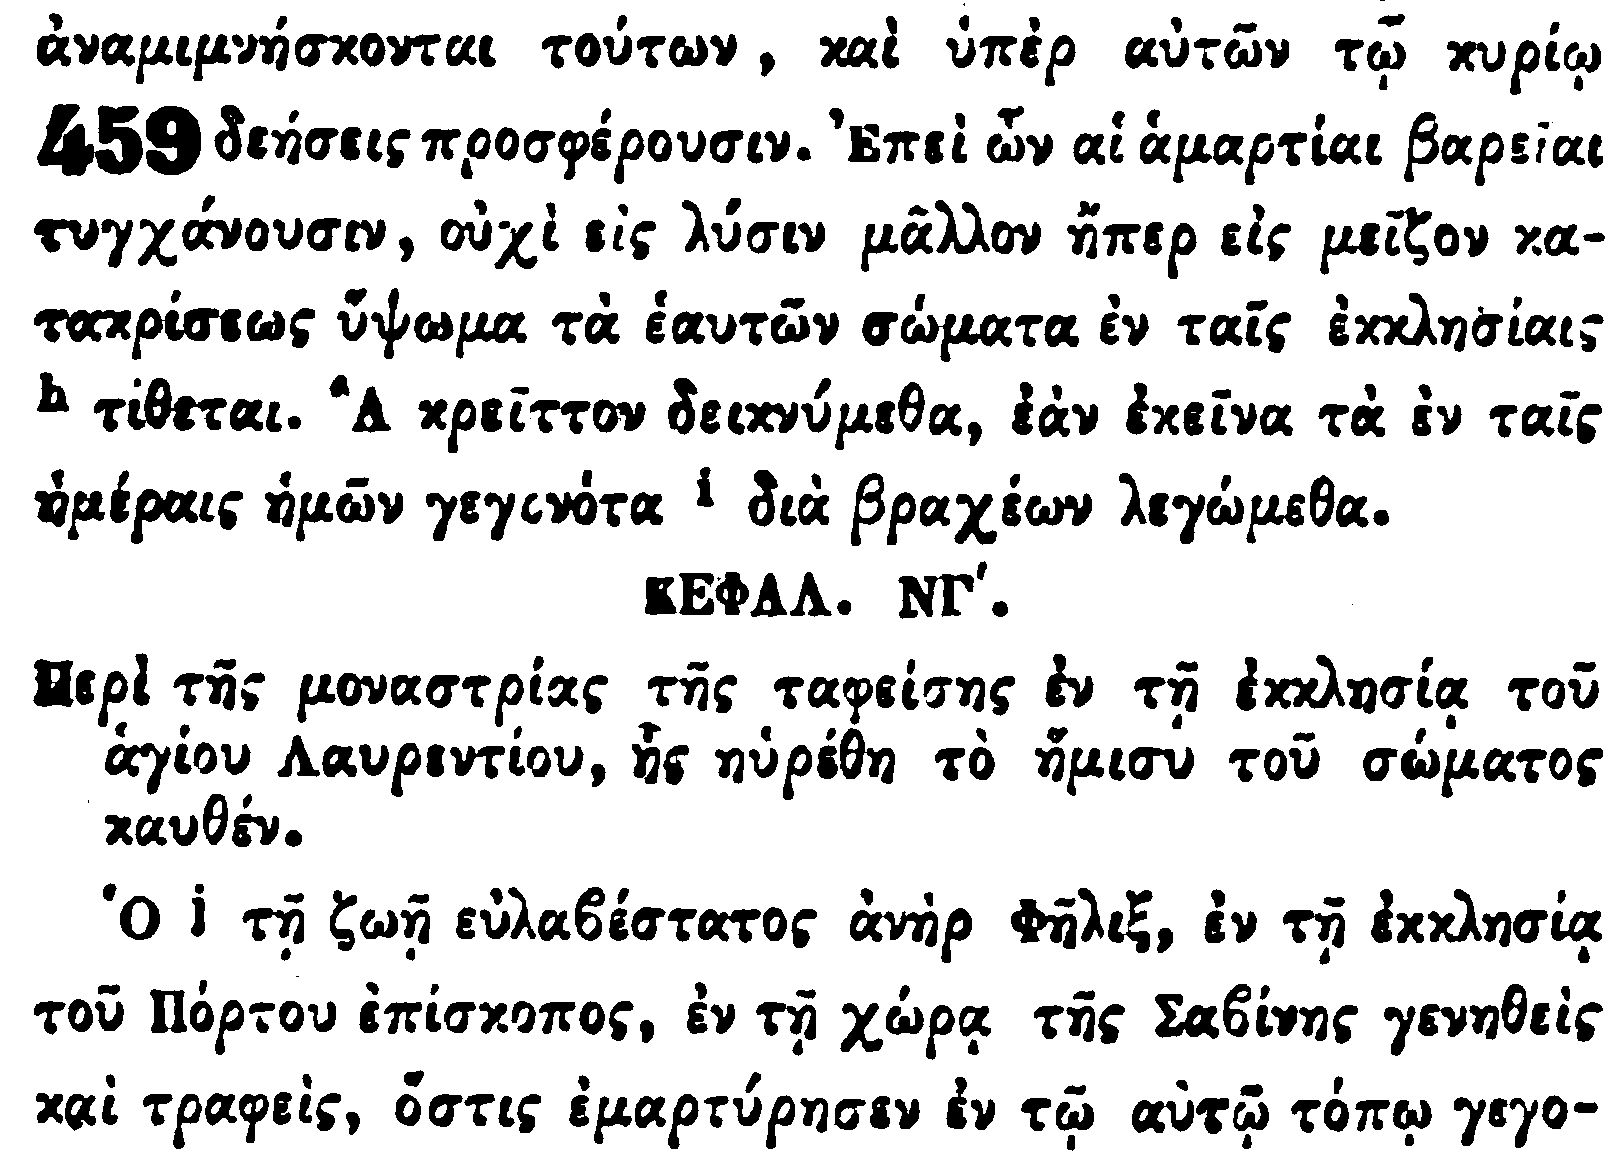 ἀναμιμνήσκονται τούτων, καὶ ὑπὲρ αὐτῶν τῷ κυρίῳ
459 δεήσεις προσφέρουσιν. Ἐπεὶ ὧν αἱ ἁμαρτίαι βαρεῖαι
τυγχάνουσιν, οὐχὶ εἰς λύσιν μᾶλλον ἤπερ εἰς μεῖζον κα-
τακρίσεως ὕψωμα τὰ ἑαυτῶν σώματα ἐν ταῖς ἐκκλησίαις
h τίθεται. Ἃ κρεῖττον δεικνύμεθα, ἐὰν ἐκεῖνα τὰ ἐν ταῖς
ἡμέραις ἡμῶν γεγονότα i διὰ βραχέων λεγώμεθα.
ΚΕΦΑΛ. ΝΓ'.
Περὶ τῆς μοναστρίας τῆς ταφείσης ἐν τῇ ἐκκλησίᾳ τοῦ
ἁγίου Λαυρεντίου, ἧς ηὑρέθη τὸ ἥμισυ τοῦ σώματος
καυθέν.
Ὁ j τῇ ζωῇ εὐλαβέστατος ἀνὴρ Φῆλιξ, ἐν τῇ ἐκκλησίᾳ
τοῦ Πόρτου ἐπίσκοπος, ἐν τῇ χώρᾳ τῆς Σαβίνης γενηθεὶς
καὶ τραφεὶς, ὅστις ἐμαρτύρησεν ἐν τῷ αὐτῷ τόπῳ γεγο-